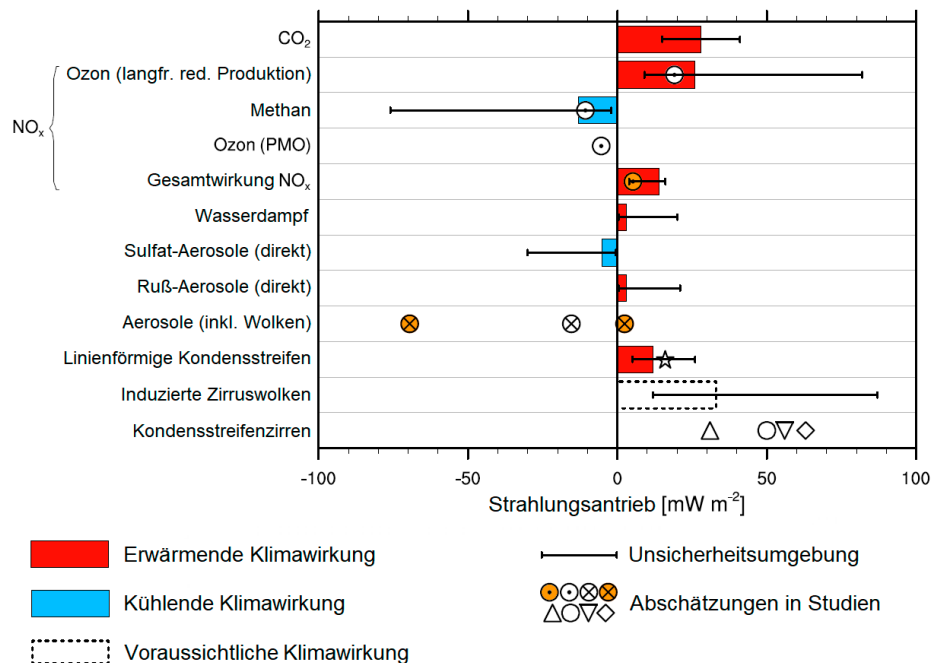 CO₂
Ozon (langfr. red. Produktion)
Methan
NOₓ
Ozon (PMO)
Gesamtwirkung NOₓ
Wasserdampf
Sulfat-Aerosole (direkt)
Ruß-Aerosole (direkt)
Aerosole (inkl. Wolken)
Linienförmige Kondensstreifen
Induzierte Zirruswolken
Kondensstreifenzirren
-100 -50 0 50 100
Strahlungsantrieb [mW m⁻²]
Erwärmende Klimawirkung
Unsicherheitsumgebung
Kühlende Klimawirkung
Abschätzungen in Studien
Voraussichtliche Klimawirkung